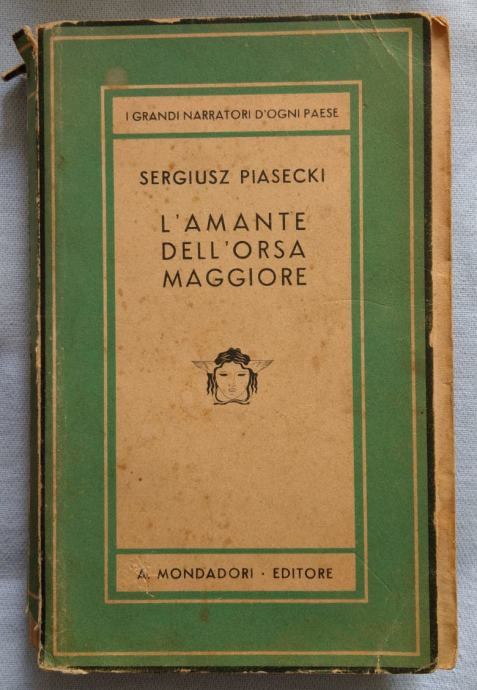 I GRANDI NARRATORI D'OGNI PAESE
SERGIUSZ PIASECKI
L'AMANTE
DELL'ORSA
MAGGIORE
A. MONDADORI · EDITORE